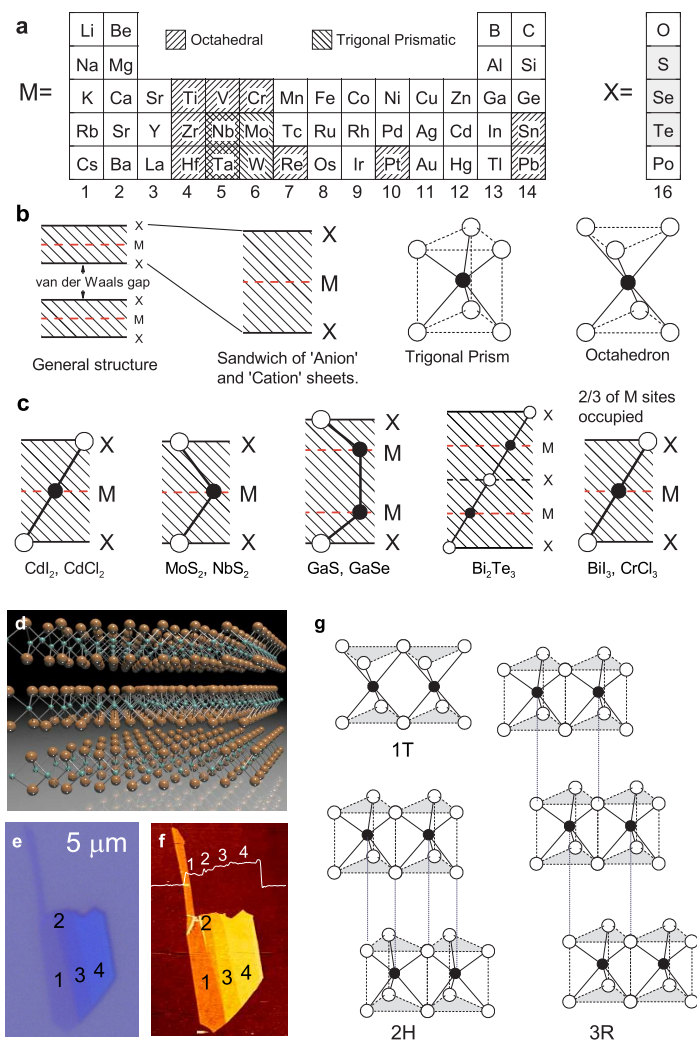 a
Octahedral Trigonal Prismatic
M= X=
Li Be B C O
Na Mg Al Si S
K Ca Sr Ti V Cr Mn Fe Co Ni Cu Zn Ga Ge Se
Rb Sr Y Zr Nb Mo Tc Ru Rh Pd Ag Cd In Sn Te
Cs Ba La Hf Ta W Re Os Ir Pt Au Hg Tl Pb Po
1 2 3 4 5 6 7 8 9 10 11 12 13 14 16
b
X
M
X
van der Waals gap
X
M
X
General structure
X
M
X
Sandwich of 'Anion'
and 'Cation' sheets.
Trigonal Prism
Octahedron
c
X
M
X
CdI₂, CdCl₂
X
M
X
MoS₂, NbS₂
X
M
M
X
GaS, GaSe
X
M
X
M
X
Bi₂Te₃
2/3 of M sites
occupied
X
M
X
BiI₃, CrCl₃
d
e
5 μm
2
1 3 4
f
1 2 3 4
2
1 3 4
g
1T
2H
3R